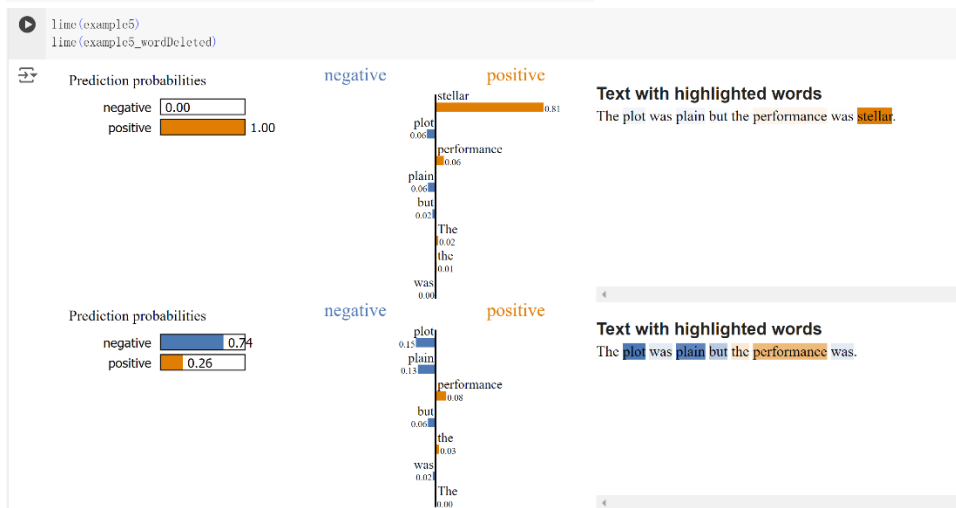 lime(example5)
lime(example5_wordDeleted)
Prediction probabilities
negative 0.00
positive 1.00
negative positive
stellar
0.81
plot
0.06
performance
0.06
plain
0.06
but
0.02
The
0.02
the
0.01
was
0.00
Text with highlighted words
The plot was plain but the performance was stellar.
Prediction probabilities
negative 0.74
positive 0.26
negative positive
plot
0.15
plain
0.13
performance
0.08
but
0.06
the
0.03
was
0.02
The
0.00
Text with highlighted words
The plot was plain but the performance was.